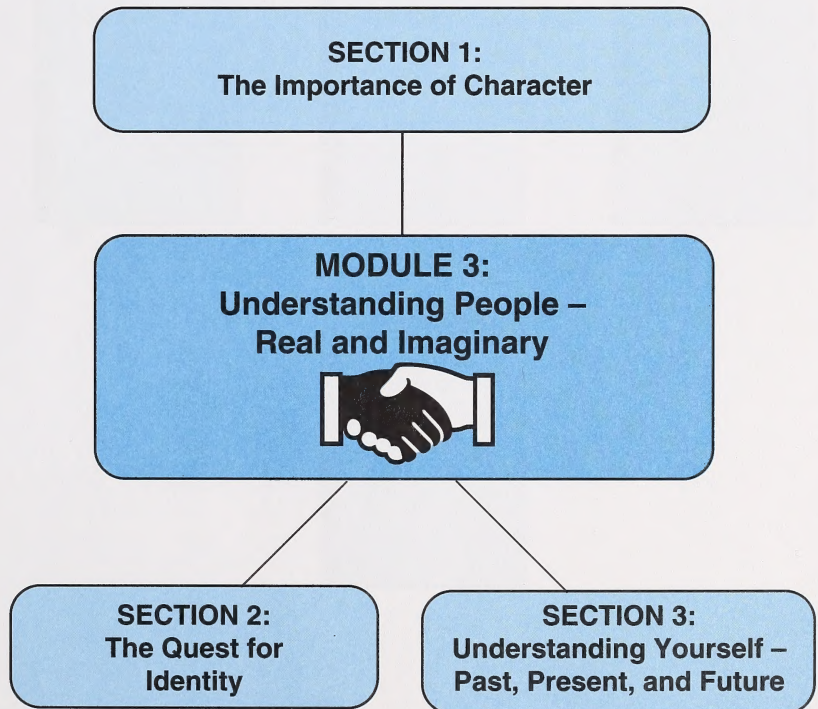 SECTION 1:
The Importance of Character
MODULE 3:
Understanding People –
Real and Imaginary
SECTION 2:
The Quest for
Identity
SECTION 3:
Understanding Yourself –
Past, Present, and Future